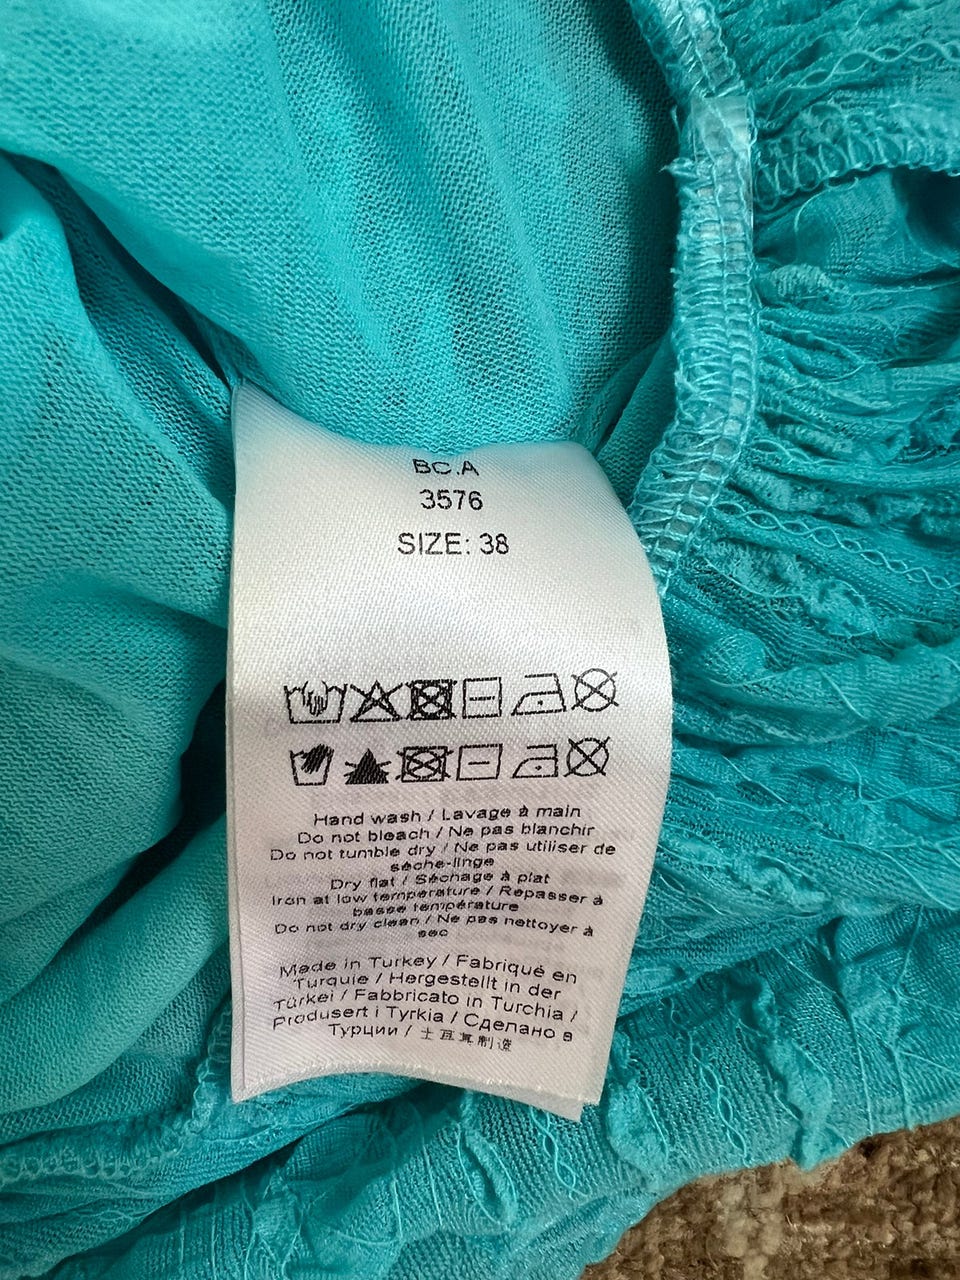 BC.A
3576
SIZE: 38
Hand wash / Lavage à main
Do not bleach / Ne pas blanchir
Do not tumble dry / Ne pas utiliser de
sèche-linge
Dry flat / Séchage à plat
Iron at low temperature / Repasser à
basse température
Do not dry clean / Ne pas nettoyer à
sec
Made in Turkey / Fabriqué en
Turquie / Hergestellt in der
Türkei / Fabbricato in Turchia /
Produsert i Tyrkia / Сделано в
Турции / 土耳其制造